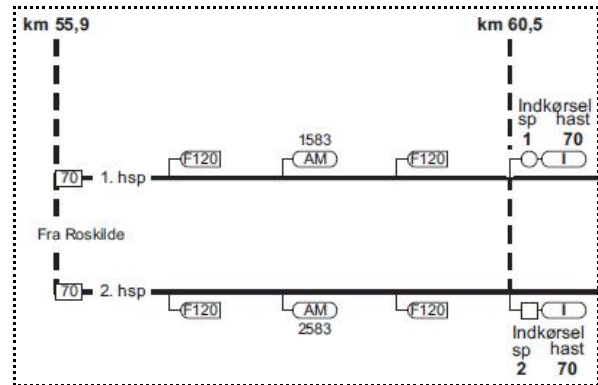 km 55,9
km 60,5
Indkørsel
sp hast
1 70
1583
F120
AM
F120
I
70 1. hsp
Fra Roskilde
70 2. hsp
F120
AM
F120
I
2583
Indkørsel
sp hast
2 70